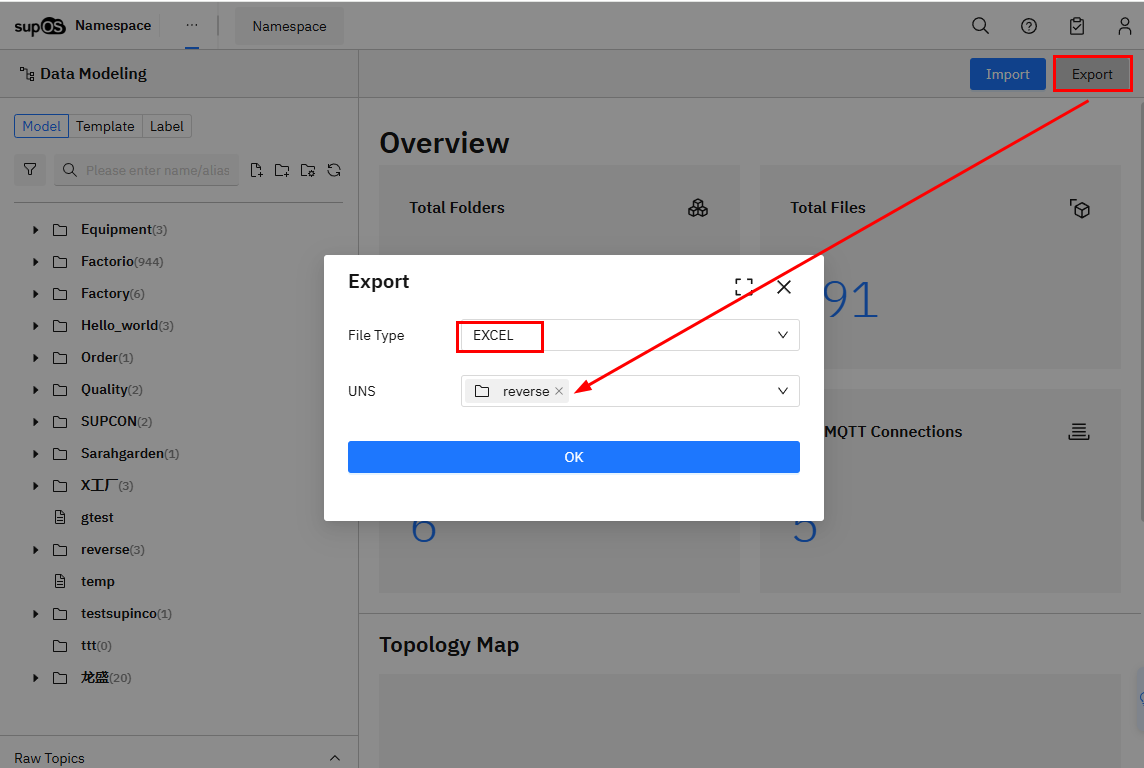 supOS Namespace ... Namespace
Data Modeling
Import Export
Model Template Label
Please enter name/alias
Equipment(3)
Factorio(944)
Factory(6)
Hello_world(3)
Order(1)
Quality(2)
SUPCON(2)
Sarahgarden(1)
X工厂(3)
gtest
reverse(3)
temp
testsupinco(1)
ttt(0)
龙盛(20)
Raw Topics
Overview
Total Folders
Total Files
91
MQTT Connections
6
5
Topology Map
Export
File Type EXCEL
UNS reverse
OK